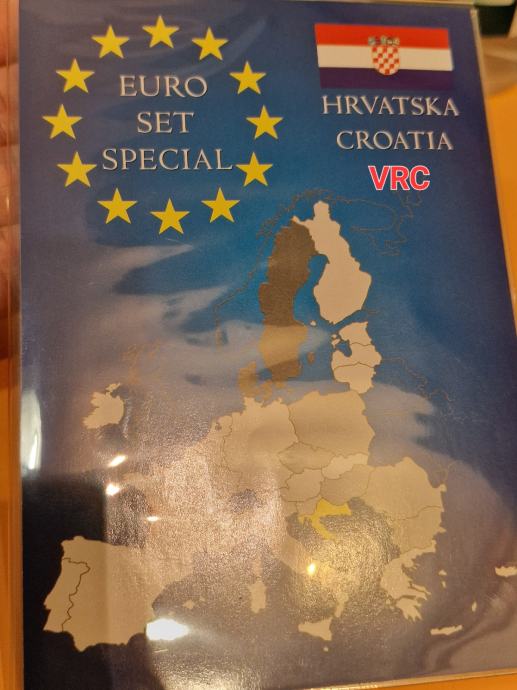 EURO
SET
SPECIAL
HRVATSKA
CROATIA
VRC